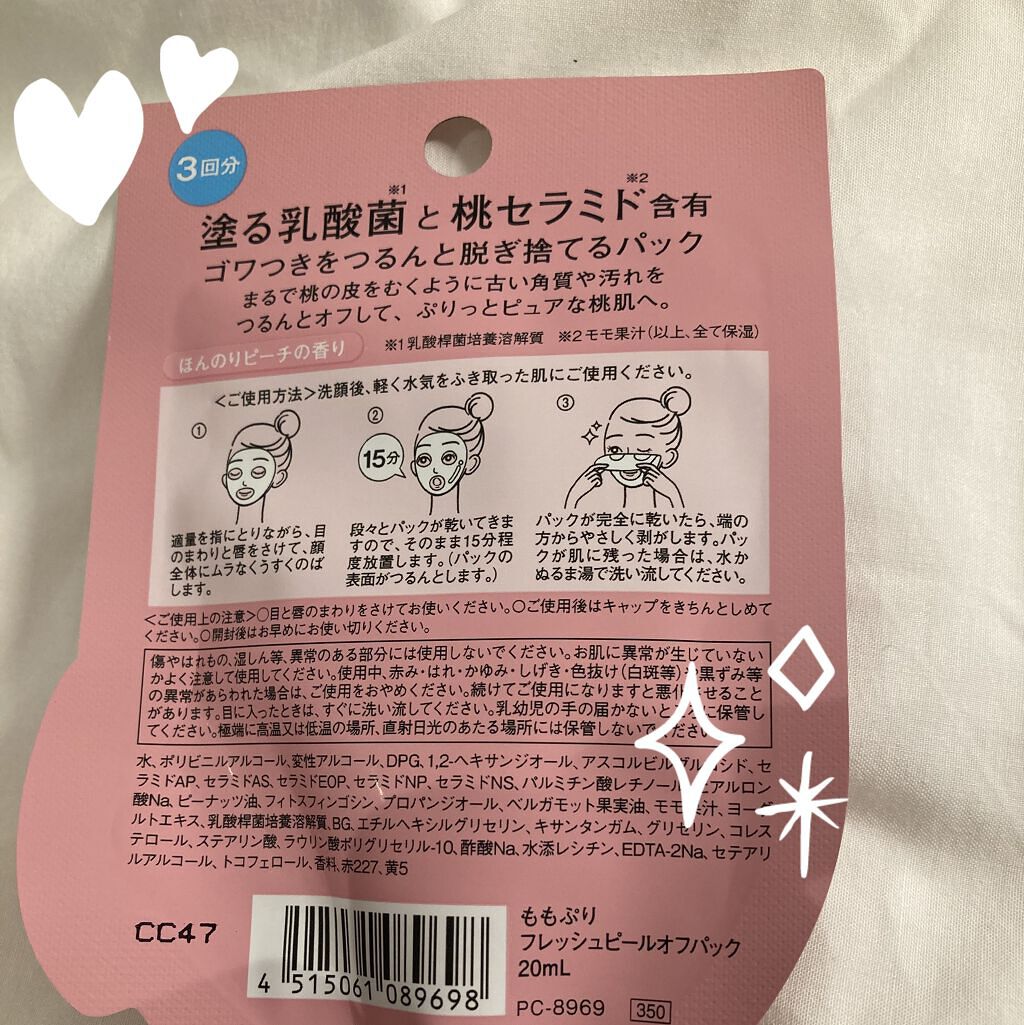 3回分
塗る乳酸菌※1と桃セラミド※2含有
ゴワつきをつるんと脱ぎ捨てるパック
まるで桃の皮をむくように古い角質や汚れを
つるんとオフして、ぷりっとピュアな桃肌へ。
ほんのりピーチの香り
※1乳酸桿菌培養溶解質 ※2モモ果汁(以上、全て保湿)
<ご使用方法>洗顔後、軽く水気をふき取った肌にご使用ください。
①
適量を指にとりながら、目
のまわりと唇をさけて、顔
全体にムラなくうすくのば
します。
②
15分
段々とパックが乾いてきま
すので、そのまま15分程
度放置します。(パックの
表面がつるんとします。)
③
パックが完全に乾いたら、端の
方からやさしく剥がします。パッ
クが肌に残った場合は、水か
ぬるま湯で洗い流してください。
<ご使用上の注意>○目と唇のまわりをさけてお使いください。○ご使用後はキャップをきちんとしめて
ください。○開封後はお早めにお使い切りください。
傷やはれもの、湿しん等、異常のある部分には使用しないでください。お肌に異常が生じていない
かよく注意して使用してください。使用中、赤み・はれ・かゆみ・しげき・色抜け(白斑等)や黒ずみ等
の異常があらわれた場合は、ご使用をおやめください。続けてご使用になりますと悪化させること
があります。目に入ったときは、すぐに洗い流してください。乳幼児の手の届かないところに保管し
てください。極端に高温又は低温の場所、直射日光のあたる場所には保管しないでください。
水、ポリビニルアルコール、変性アルコール、DPG、1,2-ヘキサンジオール、アスコルビルグルコシド、セ
ラミドAP、セラミドAS、セラミドEOP、セラミドNP、セラミドNS、パルミチン酸レチノール、ヒアルロン
酸Na、ピーナッツ油、フィトスフィンゴシン、プロパンジオール、ベルガモット果実油、モモ果汁、ヨーグ
ルトエキス、乳酸桿菌培養溶解質、BG、エチルヘキシルグリセリン、キサンタンガム、グリセリン、コレス
テロール、ステアリン酸、ラウリン酸ポリグリセリル-10、酢酸Na、水添レシチン、EDTA-2Na、セテアリ
ルアルコール、トコフェロール、香料、赤227、黄5
CC47
4 515061 089698
ももぷり
フレッシュピールオフパック
20mL
PC-8969 350